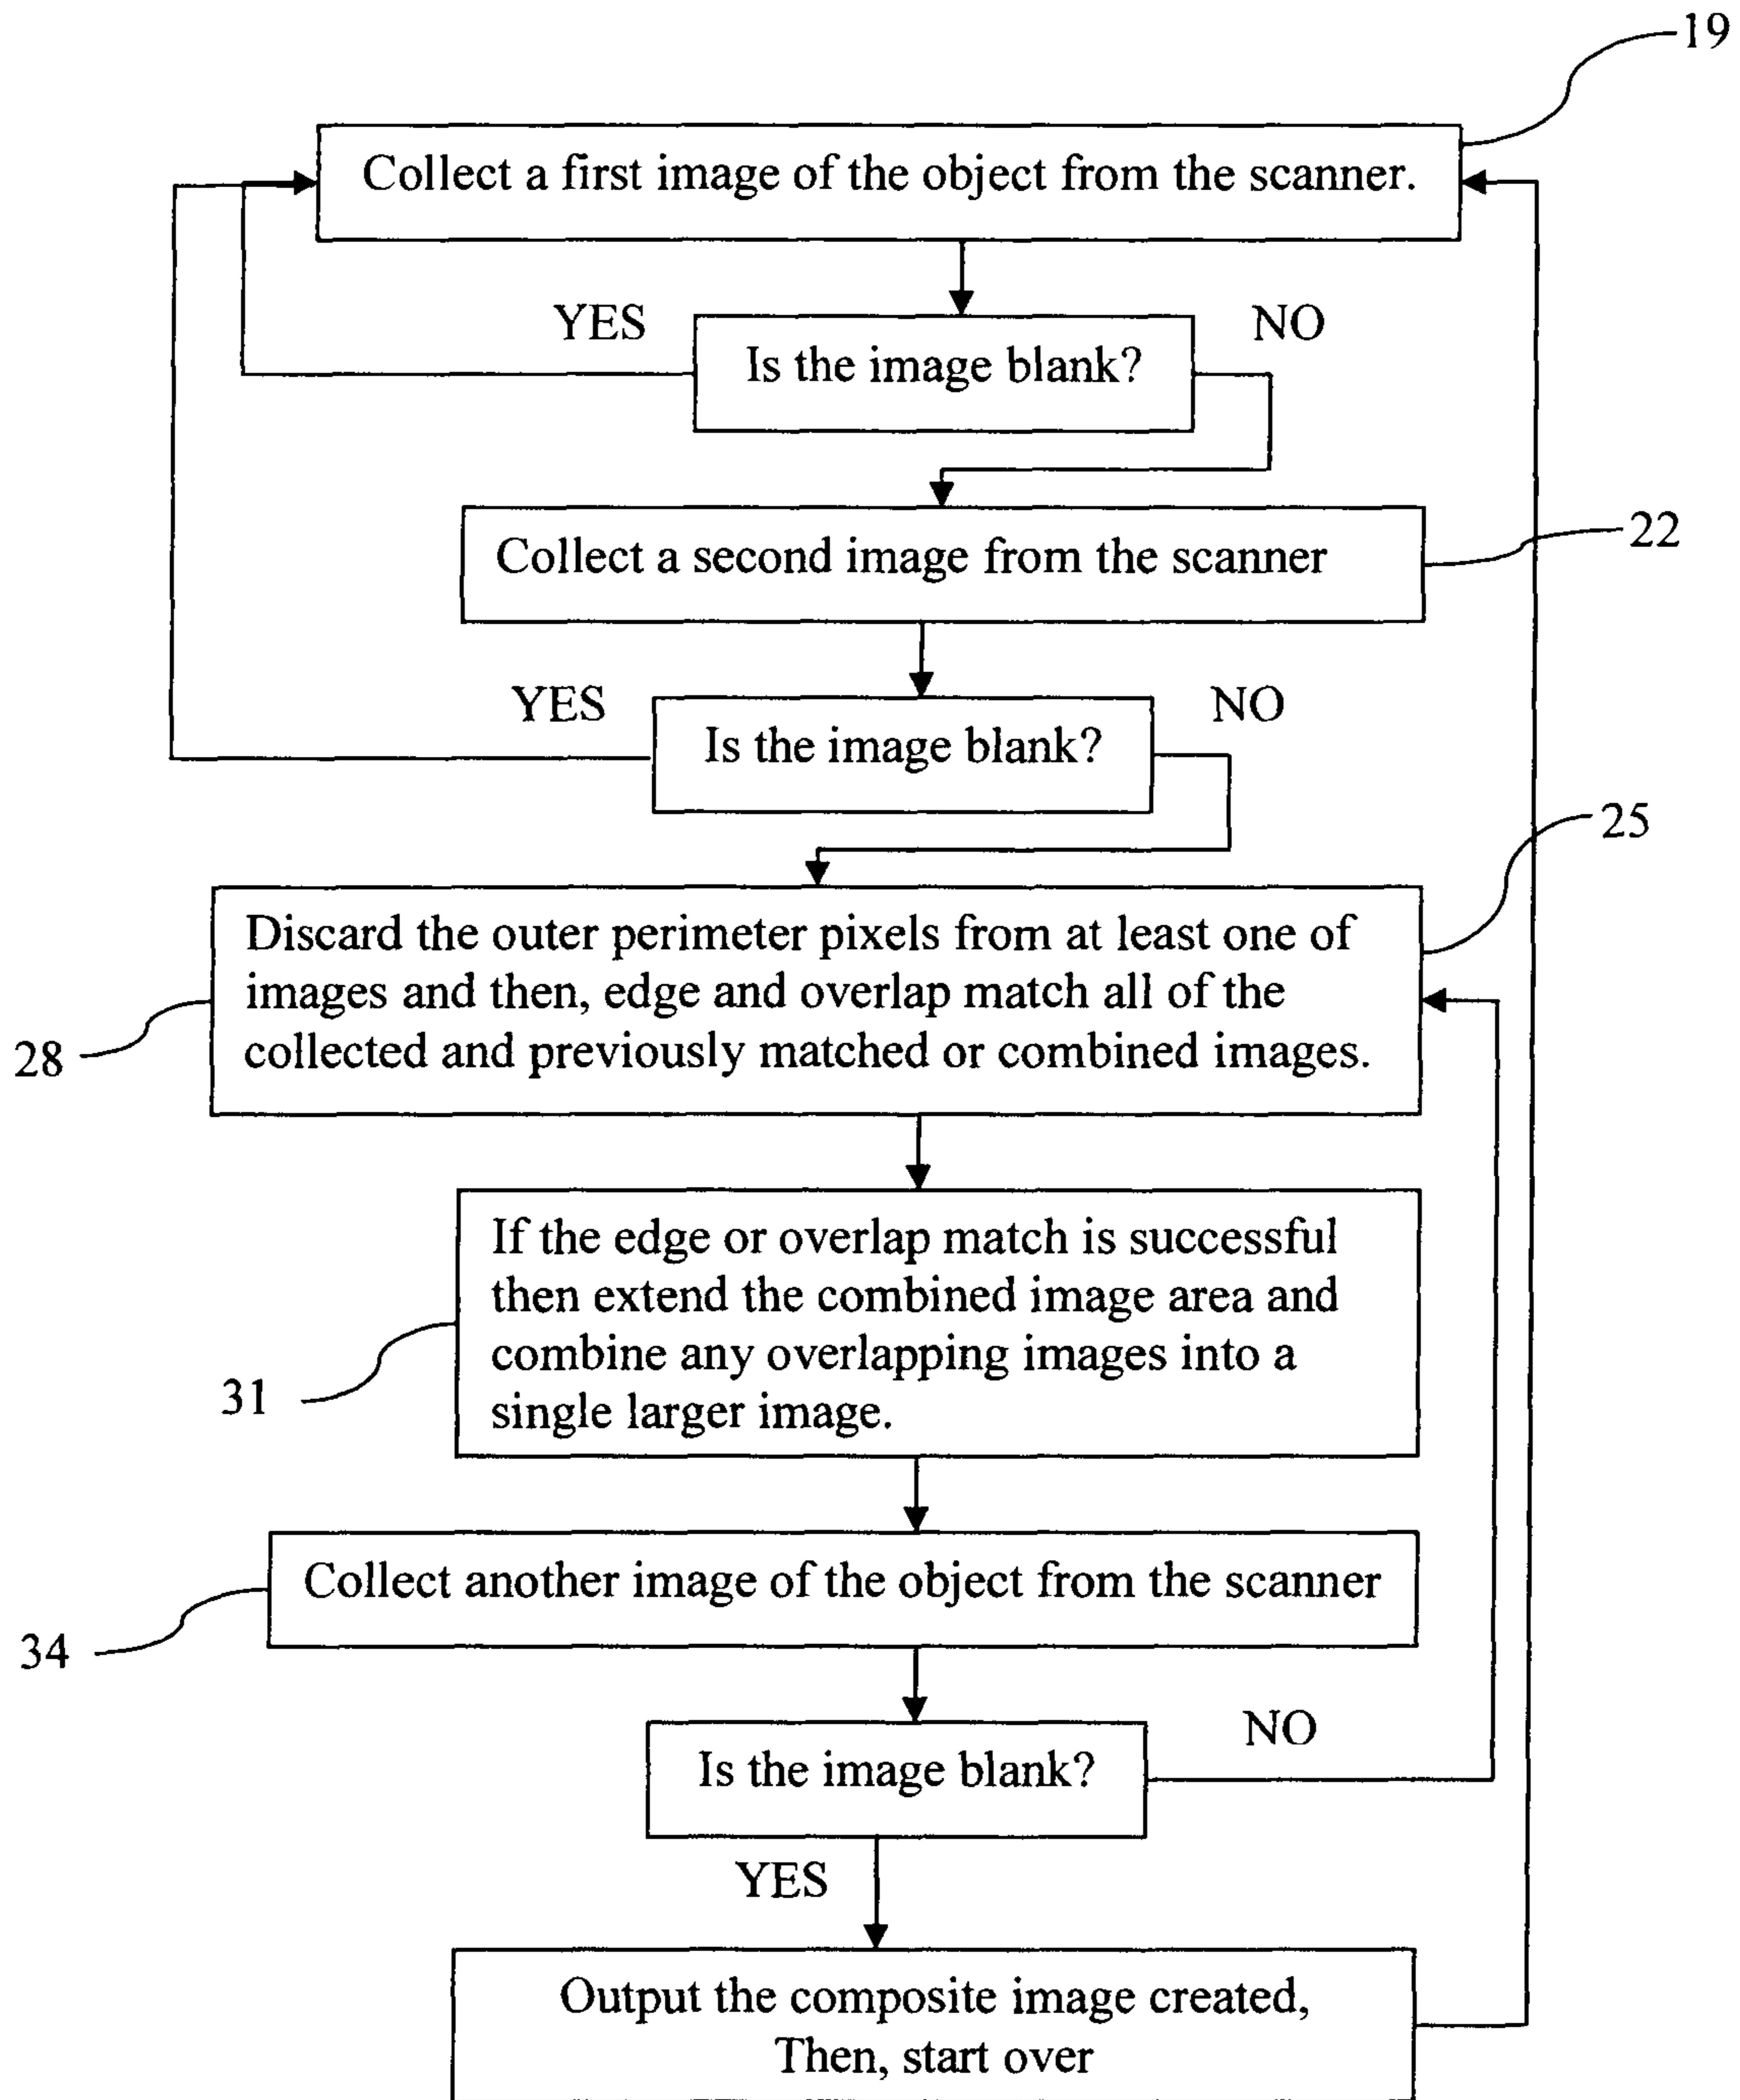 19
Collect a first image of the object from the scanner.
YES
NO
Is the image blank?
22
Collect a second image from the scanner
YES
NO
Is the image blank?
25
Discard the outer perimeter pixels from at least one of
images and then, edge and overlap match all of the
collected and previously matched or combined images.
28
If the edge or overlap match is successful
then extend the combined image area and
combine any overlapping images into a
single larger image.
31
Collect another image of the object from the scanner
34
NO
Is the image blank?
YES
Output the composite image created,
Then, start over